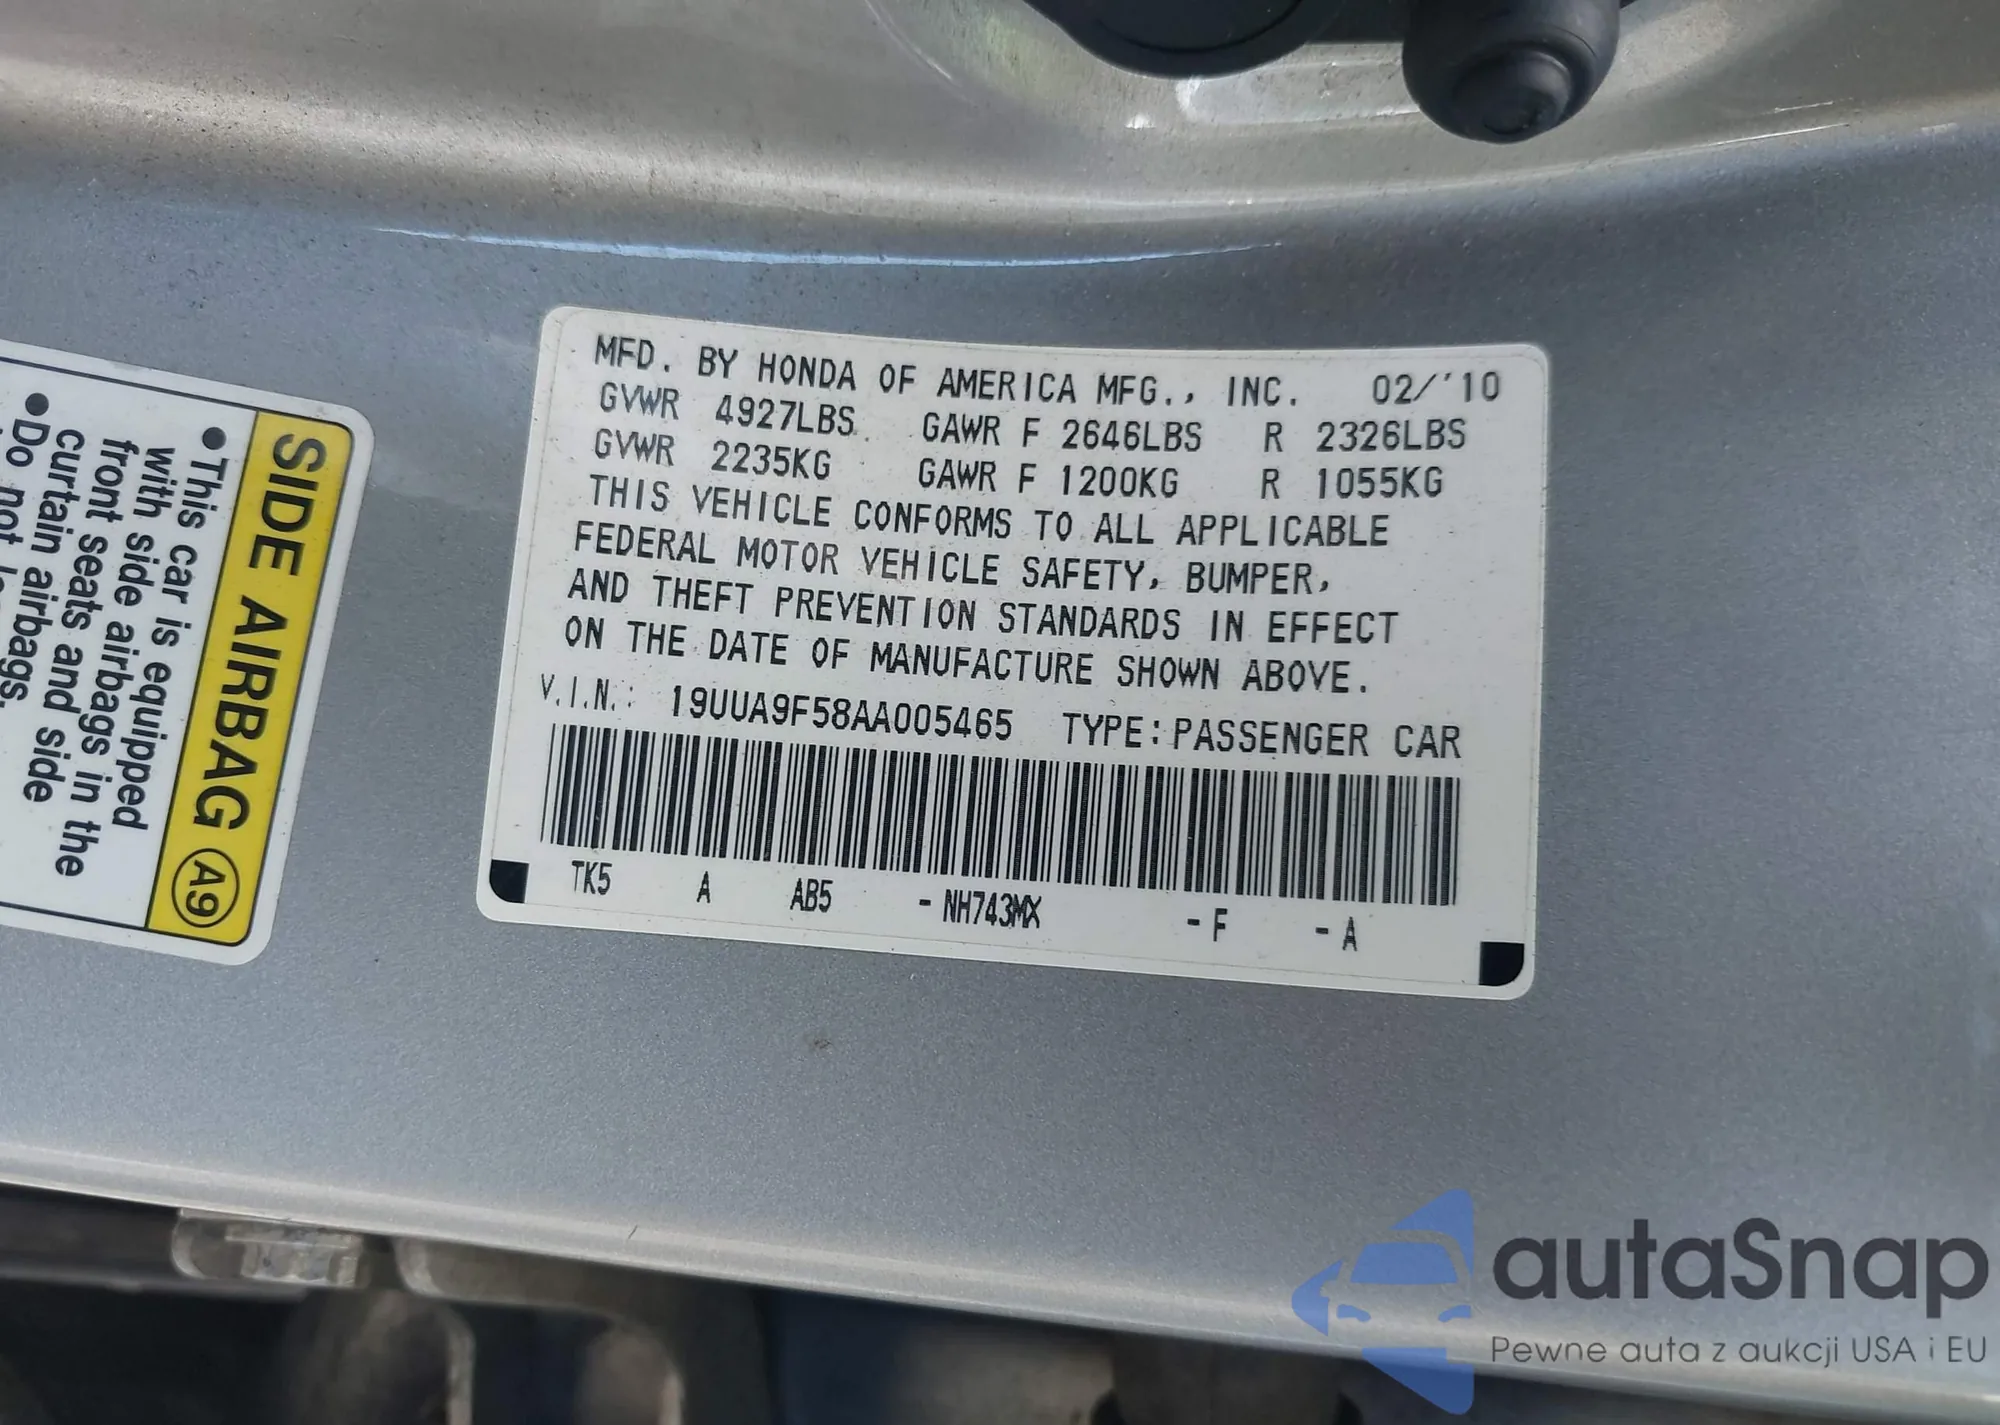 MFD. BY HONDA OF AMERICA MFG., INC. 02/'10
GVWR 4927LBS. GAWR F 2646LBS R 2326LBS
GVWR 2235KG GAWR F 1200KG R 1055KG
THIS VEHICLE CONFORMS TO ALL APPLICABLE
FEDERAL MOTOR VEHICLE SAFETY, BUMPER,
AND THEFT PREVENTION STANDARDS IN EFFECT
ON THE DATE OF MANUFACTURE SHOWN ABOVE.
V.I.N.: 19UUA9F58AA005465 TYPE: PASSENGER CAR
TK5 A AB5 -NH743MX -F -A
SIDE AIRBAG A9
•This car is equipped
with side airbags in the
front seats and side
curtain airbags.
•Do not
autaSnap
Pewne auta z aukcji USA i EU